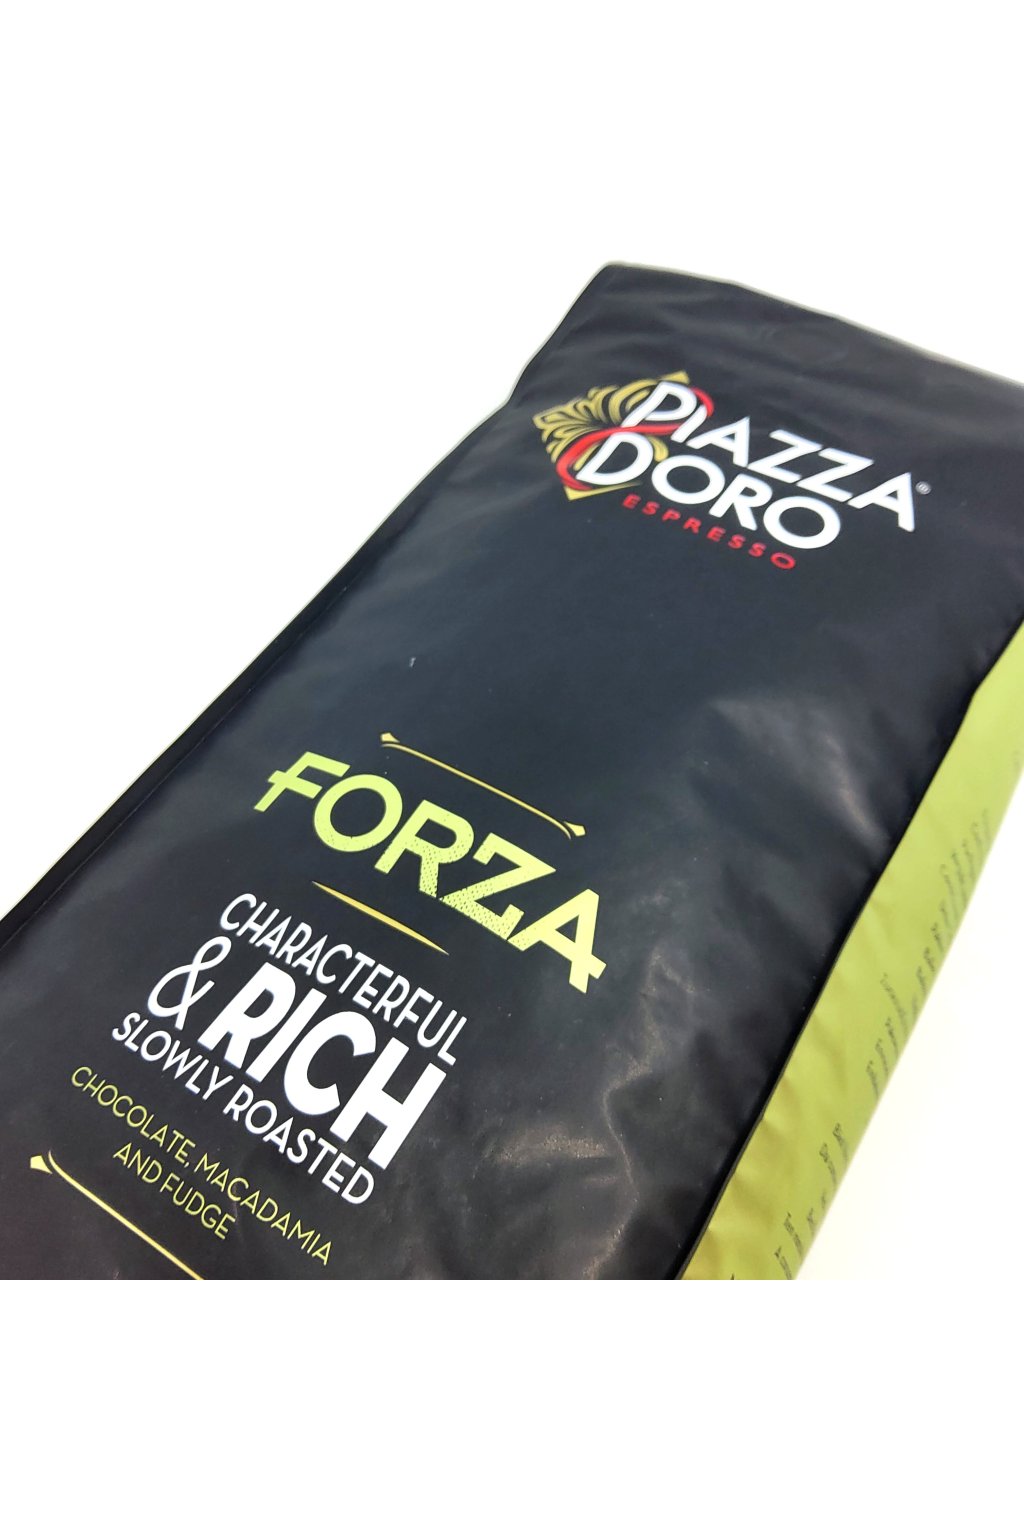 PIAZZA®
D'ORO
ESPRESSO
FORZA
CHARACTERFUL
& RICH
SLOWLY ROASTED
CHOCOLATE, MACADAMIA
AND FUDGE